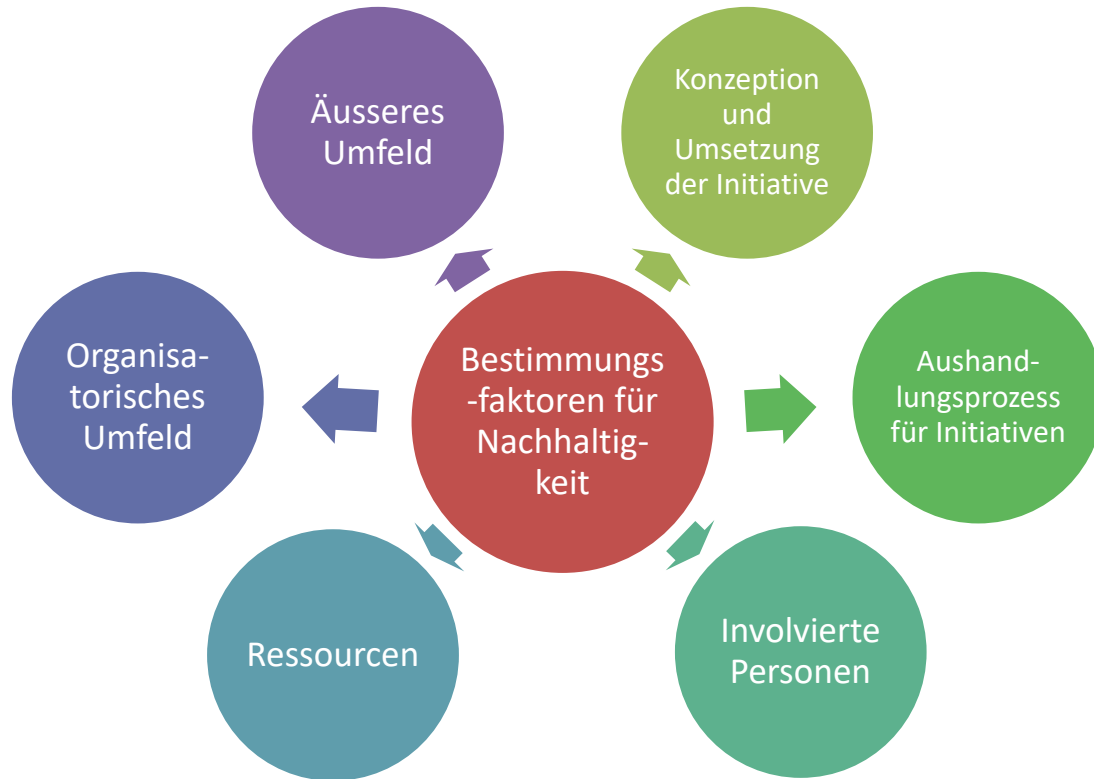 Äusseres
Umfeld
Konzeption
und
Umsetzung
der Initiative
Organisa-
torisches
Umfeld
Bestimmungs
-faktoren für
Nachhaltig-
keit
Aushand-
lungsprozess
für Initiativen
Ressourcen
Involvierte
Personen